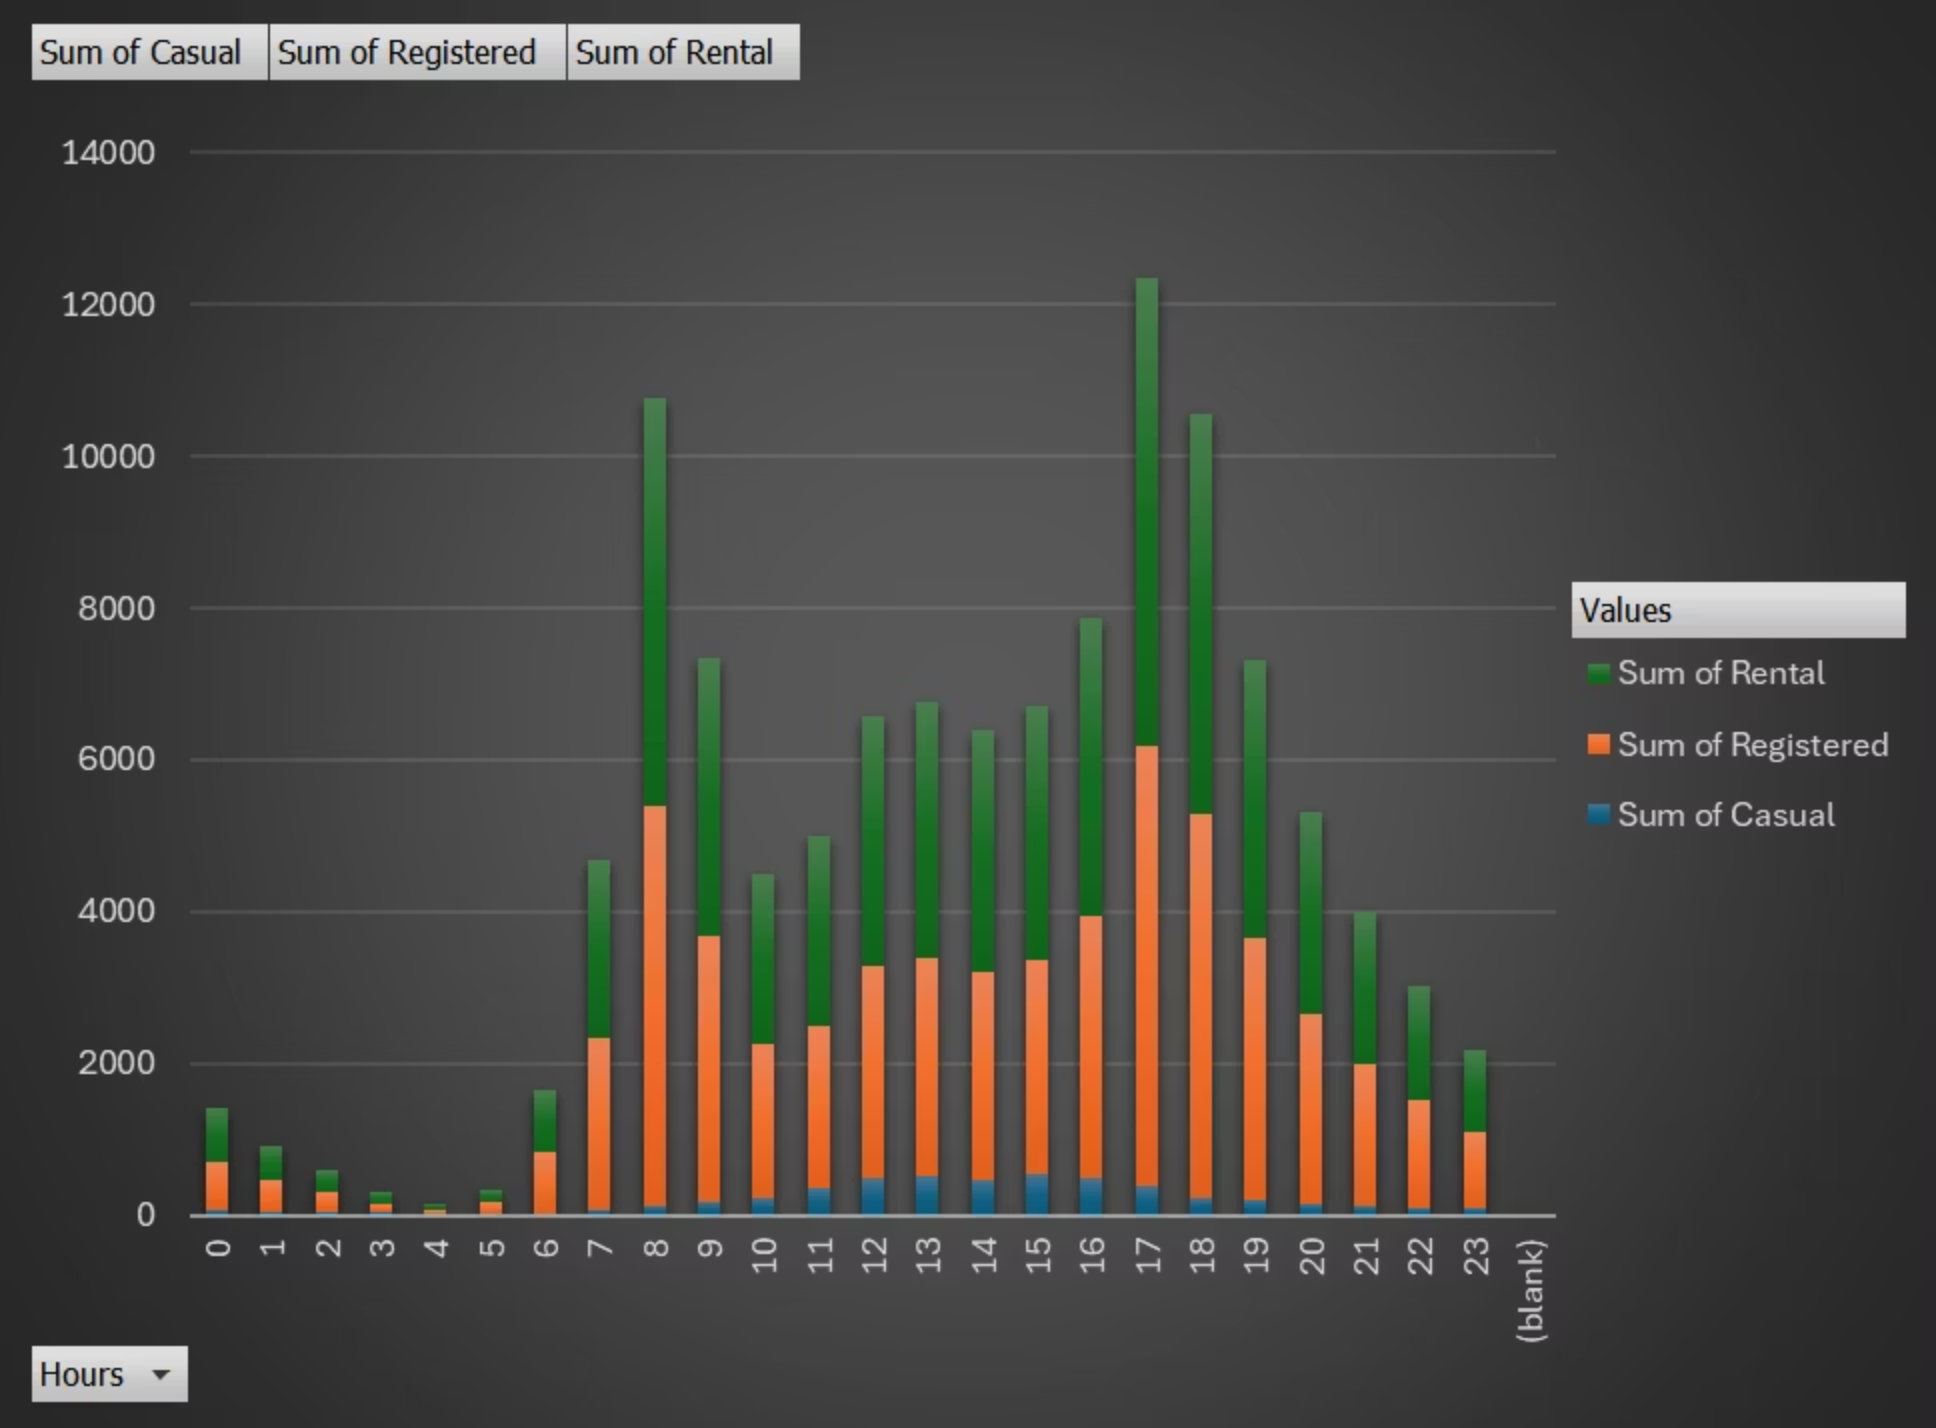 Sum of Casual Sum of Registered Sum of Rental
14000
12000
10000
8000
6000
4000
2000
0
0 1 2 3 4 5 6 7 8 9 10 11 12 13 14 15 16 17 18 19 20 21 22 23 (blank)
Values
Sum of Rental
Sum of Registered
Sum of Casual
Hours